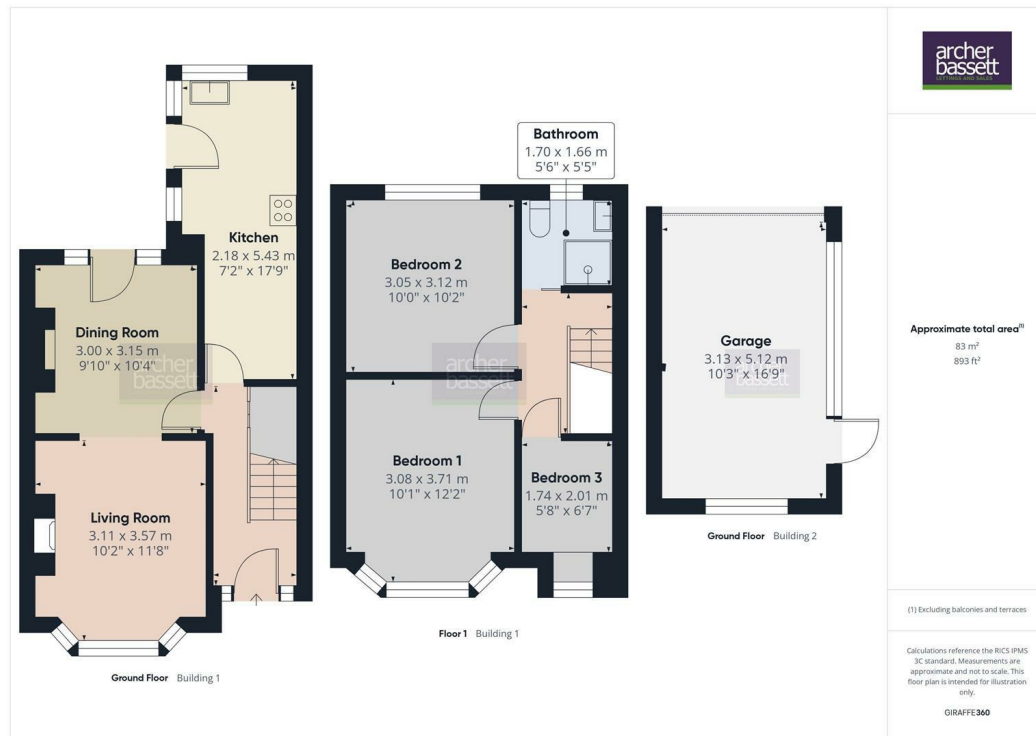 Kitchen
2.18 x 5.43 m
7'2" x 17'9"
Dining Room
3.00 x 3.15 m
9'10" x 10'4"
archer
bassett
Living Room
3.11 x 3.57 m
10'2" x 11'8"
Ground Floor Building 1
Bathroom
1.70 x 1.66 m
5'6" x 5'5"
Bedroom 2
3.05 x 3.12 m
10'0" x 10'2"
archer
bassett
Bedroom 1
3.08 x 3.71 m
10'1" x 12'2"
Bedroom 3
1.74 x 2.01 m
5'8" x 6'7"
Floor 1 Building 1
Garage
3.13 x 5.12 m
10'3" x 16'9"
archer
bassett
Ground Floor Building 2
archer
bassett
LETTINGS AND SALES
Approximate total area(1)
83 m²
893 ft²
(1) Excluding balconies and terraces
Calculations reference the RICS IPMS
3C standard. Measurements are
approximate and not to scale. This
floor plan is intended for illustration
only.
GIRAFFE360